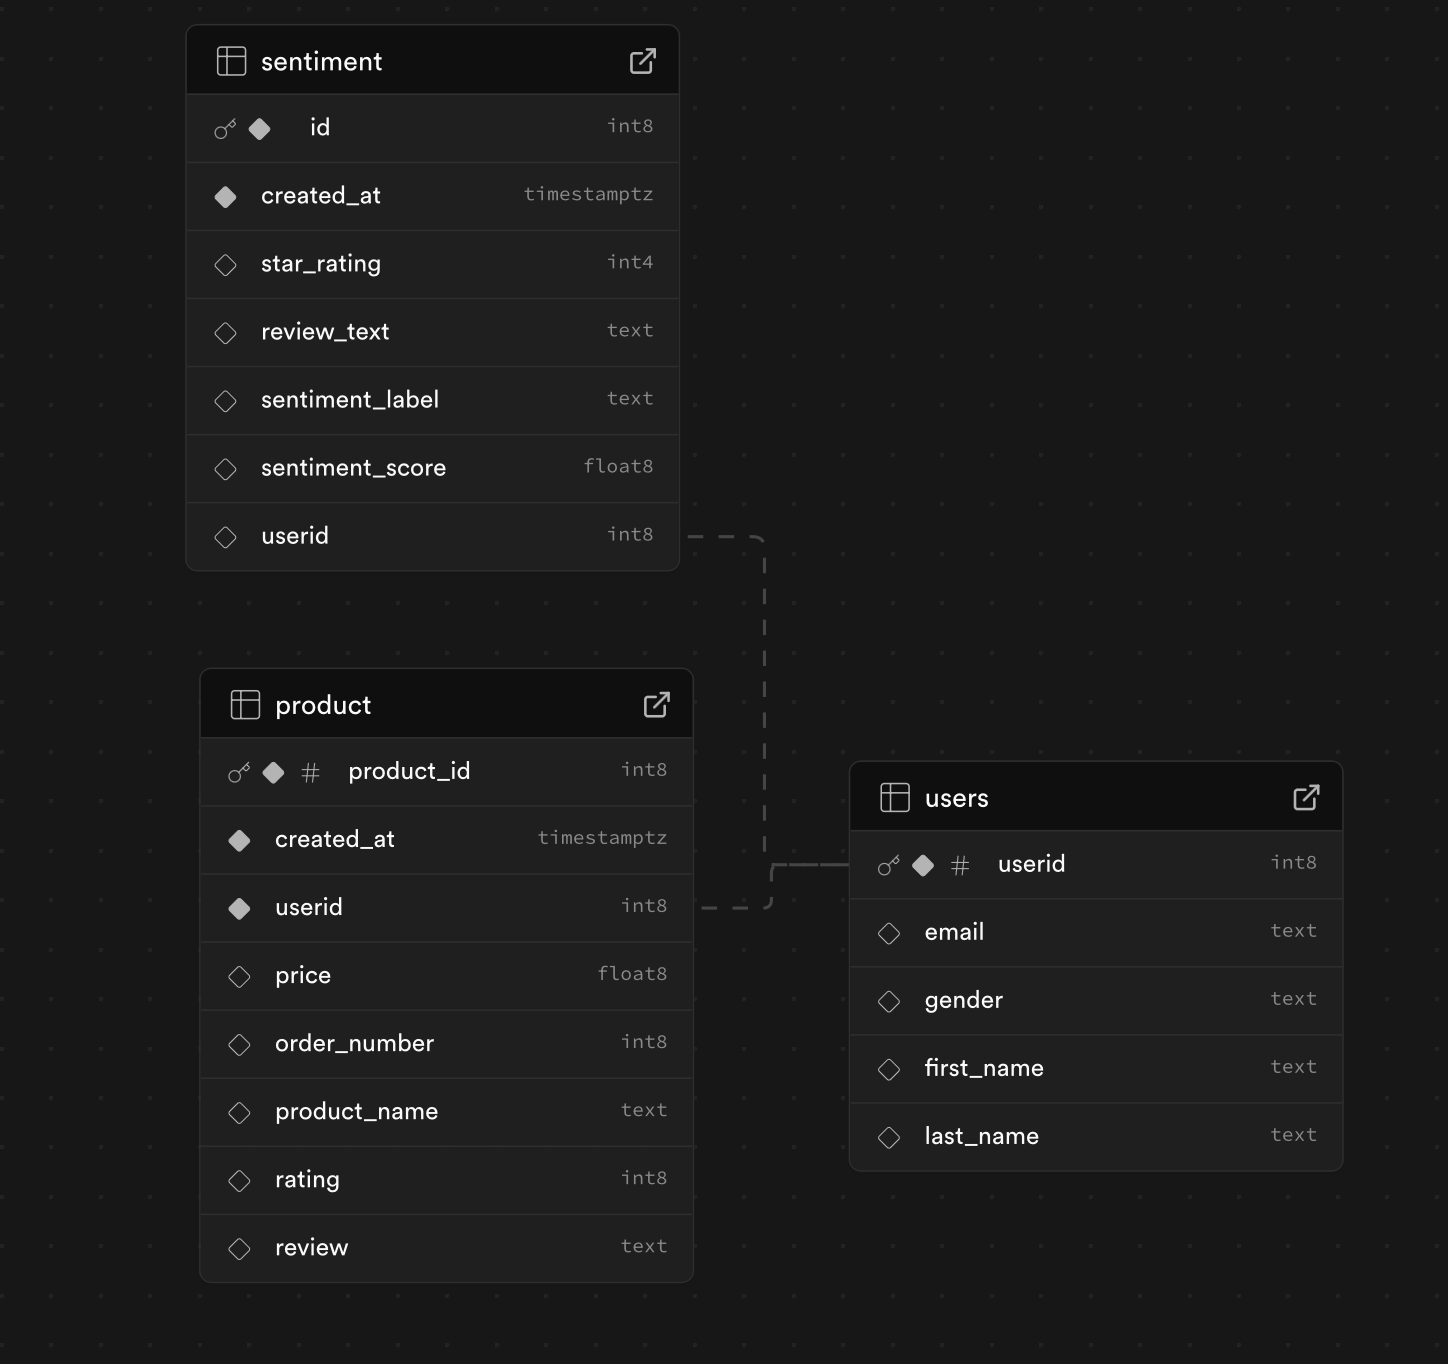 sentiment
id int8
created_at timestamptz
star_rating int4
review_text text
sentiment_label text
sentiment_score float8
userid int8
product
# product_id int8
created_at timestamptz
userid int8
price float8
order_number int8
product_name text
rating int8
review text
users
# userid int8
email text
gender text
first_name text
last_name text